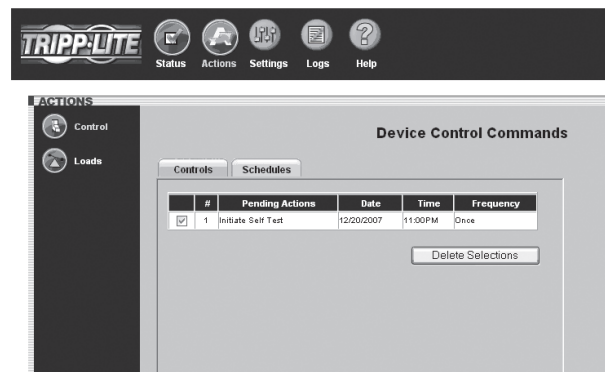 TRIPP·LITE
Status Actions Settings Logs Help
ACTIONS
Control
Loads
Device Control Commands
Controls Schedules
# Pending Actions Date Time Frequency
1 Initiate Self Test 12/20/2007 11:00PM Once
Delete Selections